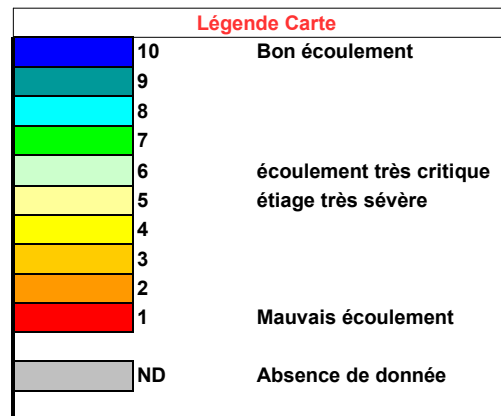 Légende Carte
10 Bon écoulement
9
8
7
6 écoulement très critique
5 étiage très sévère
4
3
2
1 Mauvais écoulement
ND Absence de donnée